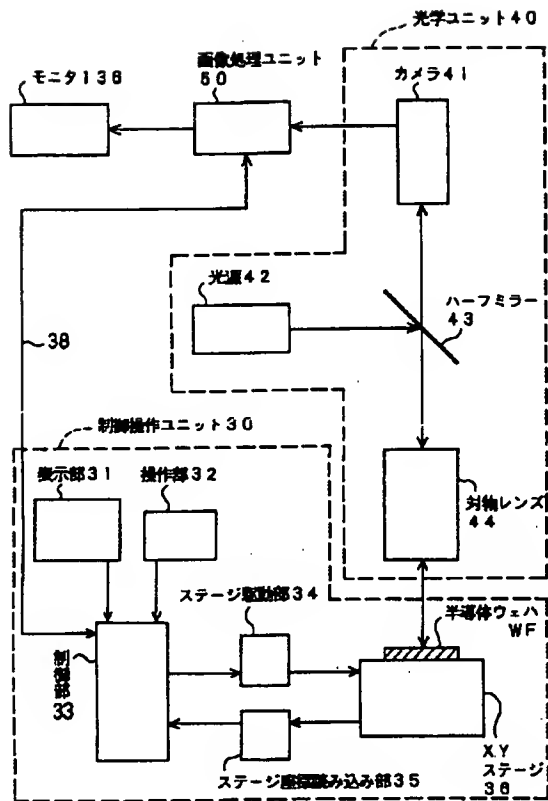 光学ユニット40
画像処理ユニット
50
モニタ136
カメラ41
光源42
ハーフミラー
43
38
制御操作ユニット30
表示部31
操作部32
対物レンズ
44
ステージ駆動部34
半導体ウェハ
WF
制御部
33
ステージ座標読み込み部35
XY
ステージ
36